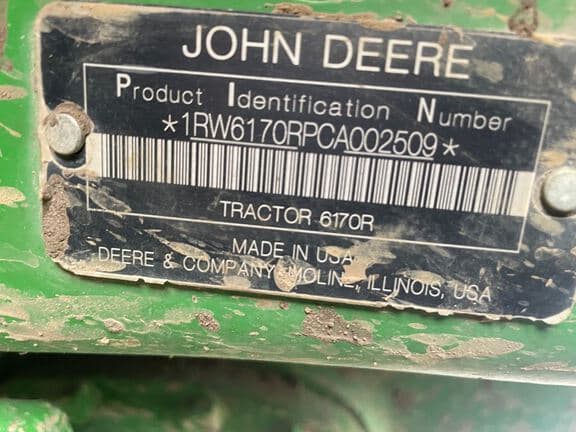 JOHN DEERE
Product Identification Number
*1RW6170RPCA002509*
TRACTOR 6170R
MADE IN USA
DEERE & COMPANY MOLINE, ILLINOIS, USA